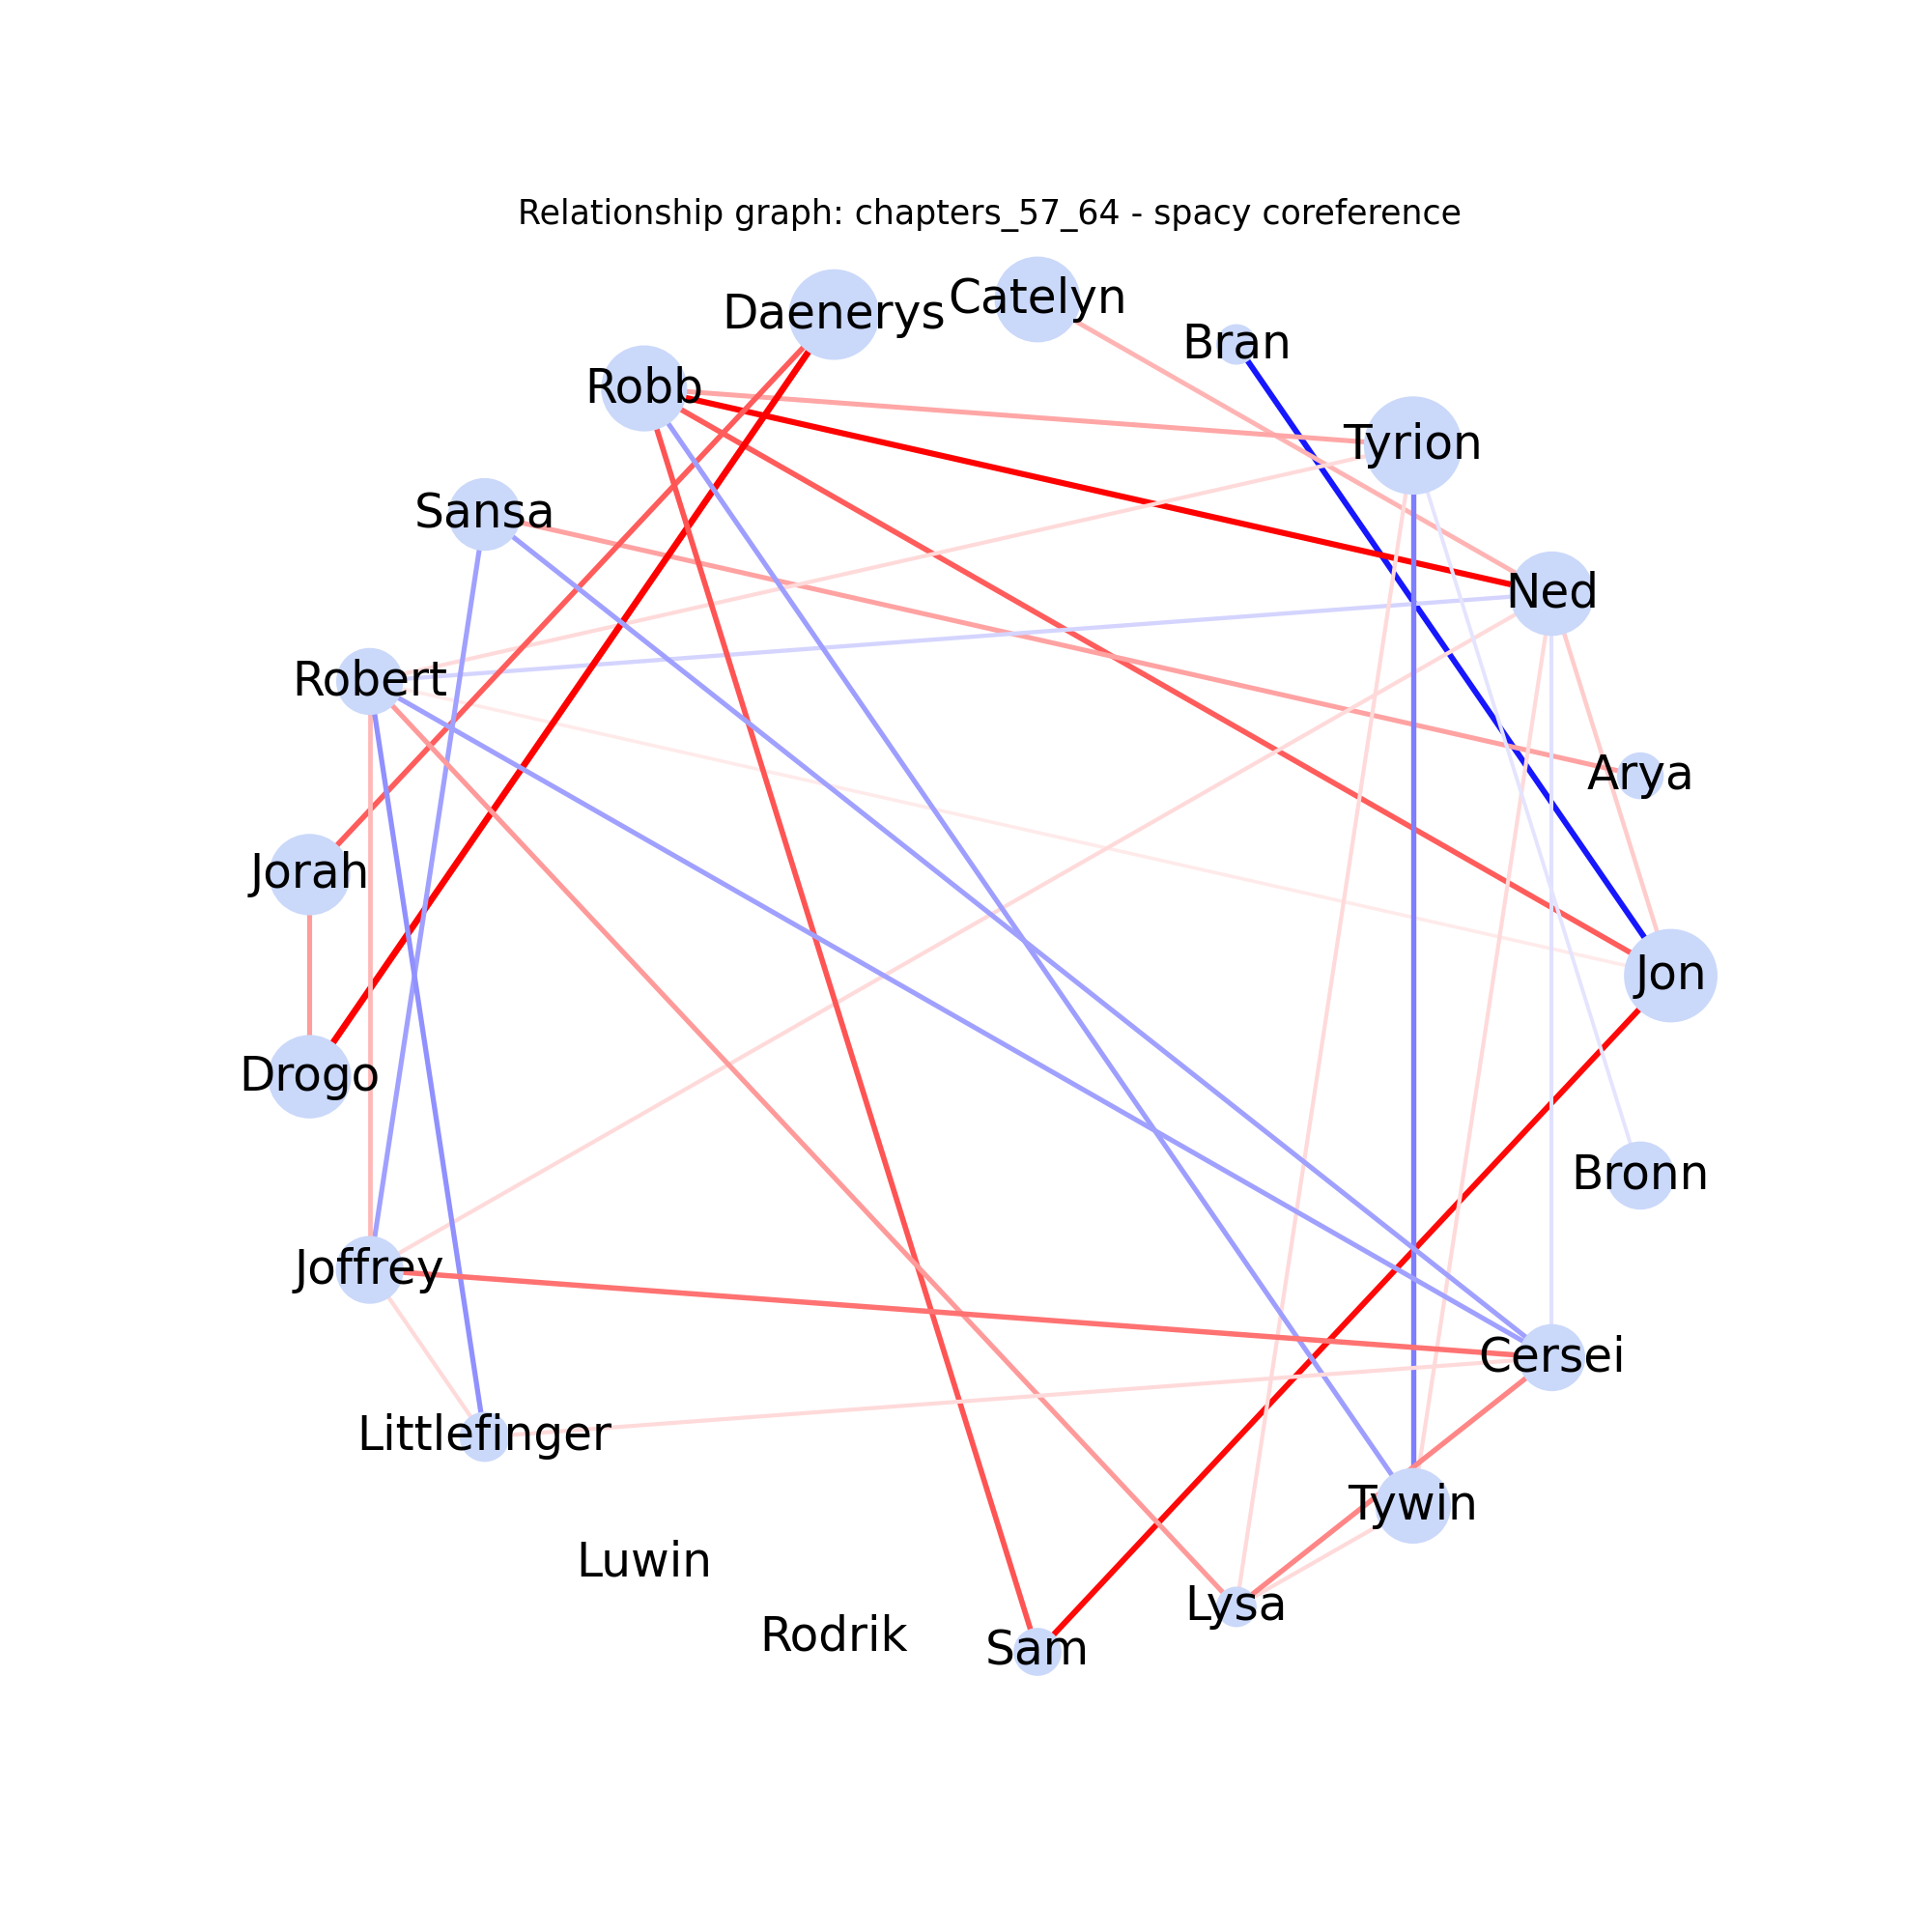 Relationship graph: chapters_57_64 - spacy coreference
Daenerys
Catelyn
Bran
Robb
Tyrion
Sansa
Ned
Robert
Arya
Jorah
Jon
Drogo
Bronn
Joffrey
Cersei
Littlefinger
Tywin
Luwin
Lysa
Rodrik
Sam